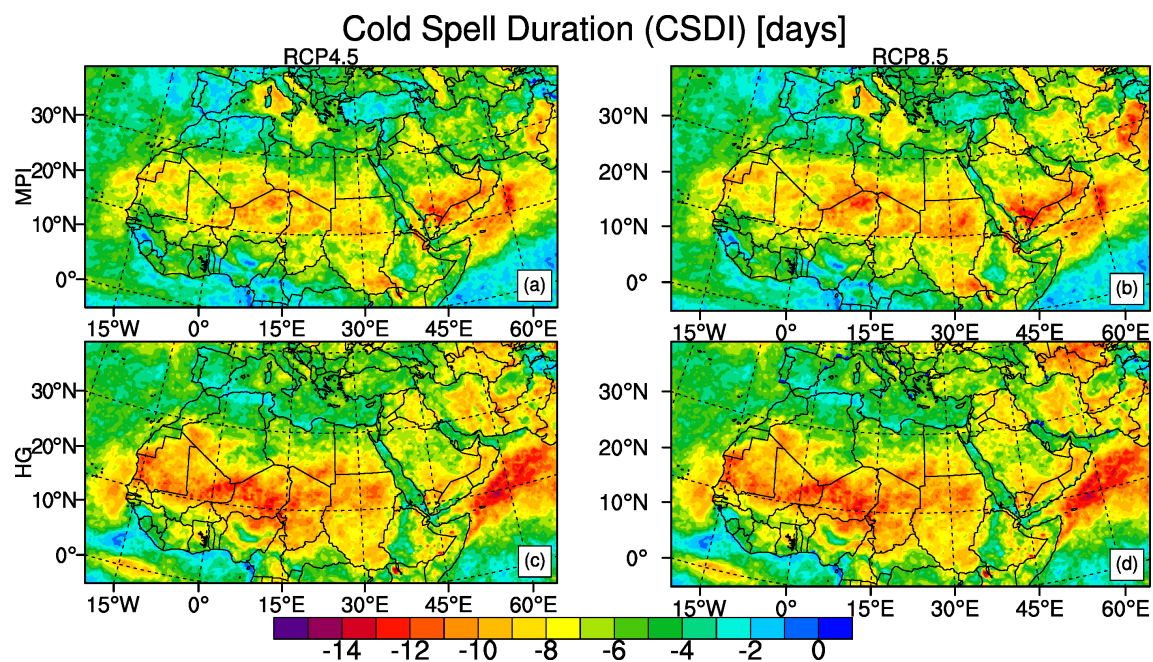 Cold Spell Duration (CSDI) [days]
RCP4.5 RCP8.5
30°N 30°N
20°N 20°N
MPI
10°N 10°N
0° 0°
(a) (b)
15°W 0° 15°E 30°E 45°E 60°E 5°W 0° 15°E 30°E 45°E 60°E
30°N 30°N
20°N 20°N
HG
10°N 10°N
0° 0°
(c) (d)
15°W 0° 15°E 30°E 45°E 60°E 15°W 0° 15°E 30°E 45°E 60°E
-14 -12 -10 -8 -6 -4 -2 0